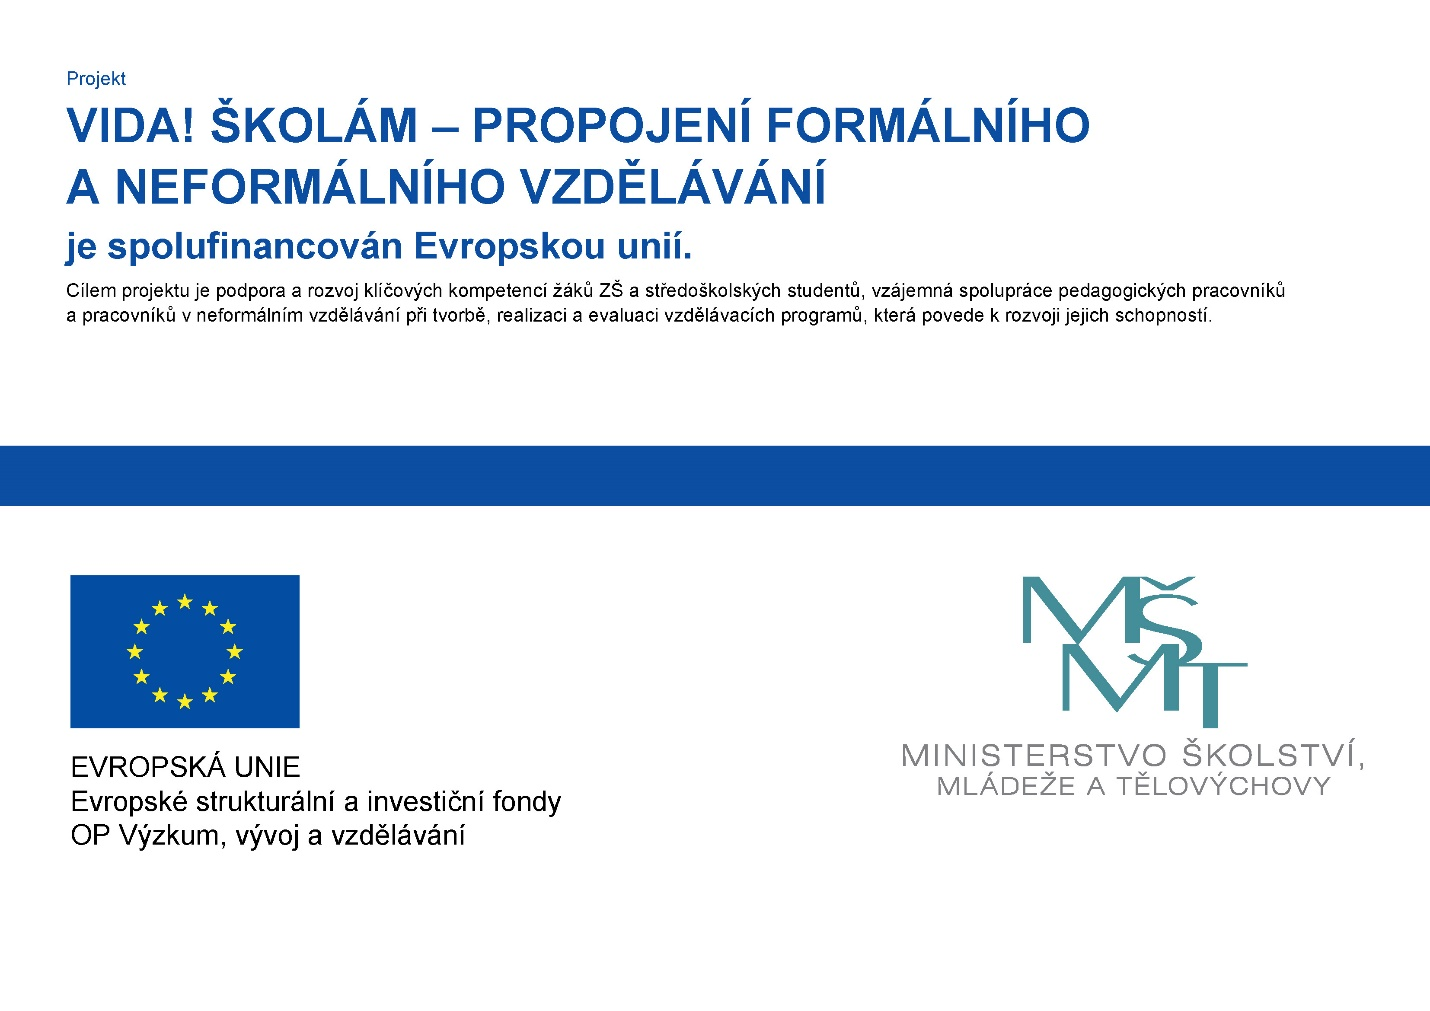 Projekt
VIDA! ŠKOLÁM – PROPOJENÍ FORMÁLNÍHO
A NEFORMÁLNÍHO VZDĚLÁVÁNÍ
je spolufinancován Evropskou unií.
Cílem projektu je podpora a rozvoj klíčových kompetencí žáků ZŠ a středoškolských studentů, vzájemná spolupráce pedagogických pracovníků
a pracovníků v neformálním vzdělávání při tvorbě, realizaci a evaluaci vzdělávacích programů, která povede k rozvoji jejich schopností.
EVROPSKÁ UNIE
Evropské strukturální a investiční fondy
OP Výzkum, vývoj a vzdělávání
MŠ
MT
MINISTERSTVO ŠKOLSTVÍ,
MLÁDEŽE A TĚLOVÝCHOVY